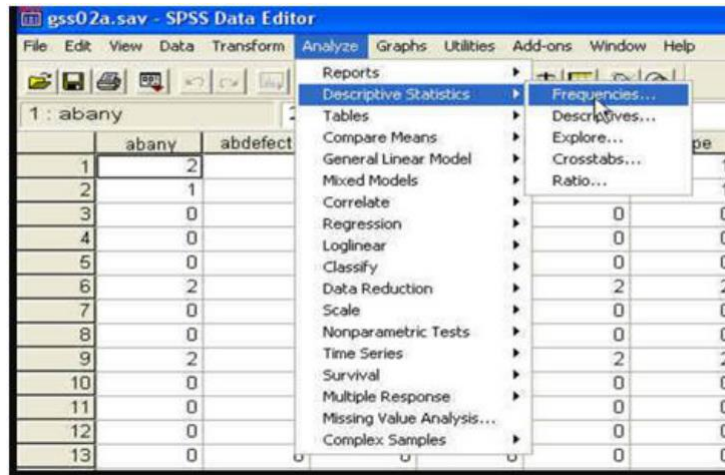 gss02a.sav - SPSS Data Editor
File Edit View Data Transform Analyze Graphs Utilities Add-ons Window Help
1 : abany
abany abdefect
Reports
Descriptive Statistics
Tables
Compare Means
General Linear Model
Mixed Models
Correlate
Regression
Loglinear
Classify
Data Reduction
Scale
Nonparametric Tests
Time Series
Survival
Multiple Response
Missing Value Analysis...
Complex Samples
Frequencies...
Descriptives...
Explore...
Crosstabs...
Ratio...
1 2
2 1
3 0 0
4 0 0
5 0 0
6 2 2
7 0 0
8 0 0
9 2 2
10 0 0
11 0 0
12 0 0
13 0 0 0 0 0